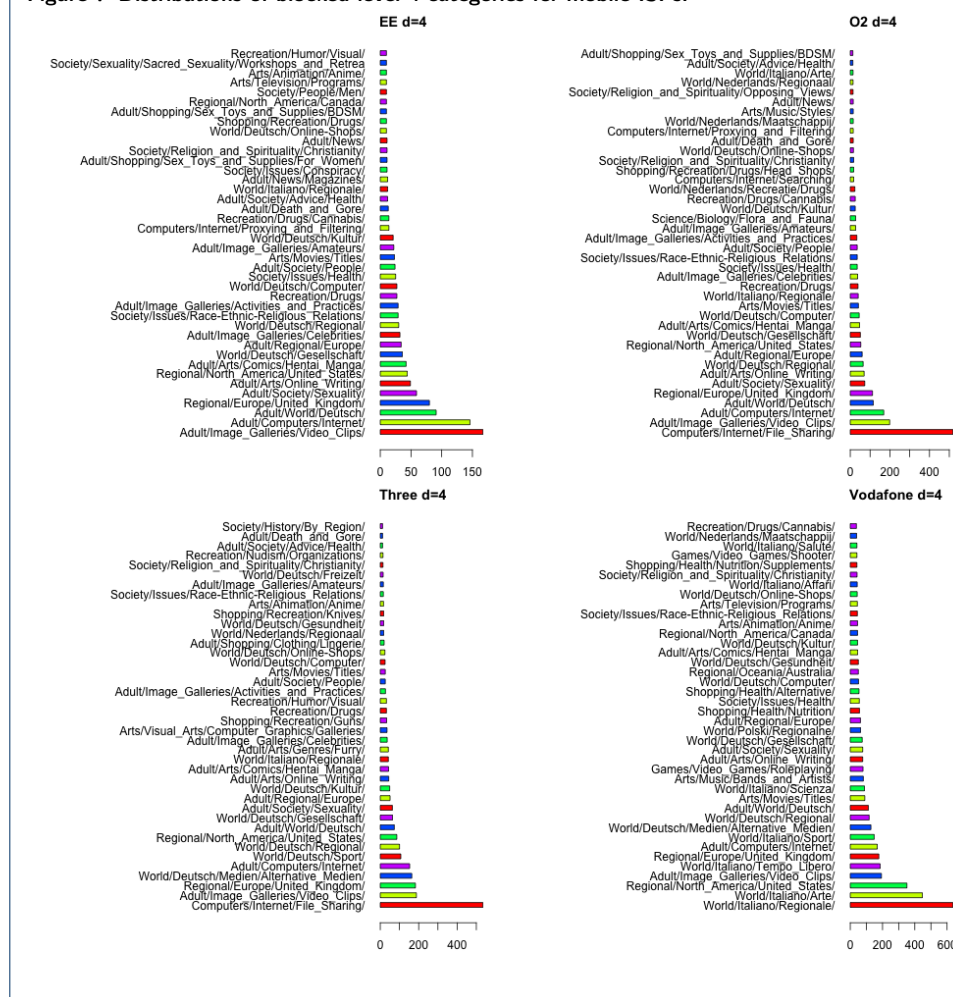 EE d=4
Recreation/Humor/Visual/
Society/Sexuality/Sacred_Sexuality/Workshops_and_Retrea
Arts/Animation/Anime/
Arts/Television/Programs/
Society/People/Men/
Regional/North_America/Canada/
Adult/Shopping/Sex_Toys_and_Supplies/BDSM/
Shopping/Recreation/Drugs/
World/Deutsch/Online-Shops/
Adult/News/
Society/Religion_and_Spirituality/Christianity/
Adult/Shopping/Sex_Toys_and_Supplies/For_Women/
Society/Issues/Conspiracy/
Adult/News/Magazines/
World/Italiano/Regionale/
Adult/Society/Advice/Health/
Adult/Death_and_Gore/
Recreation/Drugs/Cannabis/
Computers/Internet/Proxying_and_Filtering/
World/Deutsch/Kultur/
Adult/Image_Galleries/Amateurs/
Arts/Movies/Titles/
Adult/Society/People/
Society/Issues/Health/
World/Deutsch/Computer/
Recreation/Drugs/
Adult/Image_Galleries/Activities_and_Practices/
Society/Issues/Race-Ethnic-Religious_Relations/
World/Deutsch/Regional/
Adult/Image_Galleries/Celebrities/
Adult/Regional/Europe/
World/Deutsch/Gesellschaft/
Adult/Arts/Comics/Hentai_Manga/
Regional/North_America/United_States/
Adult/Arts/Online_Writing/
Adult/Society/Sexuality/
Regional/Europe/United_Kingdom/
Adult/World/Deutsch/
Adult/Computers/Internet/
Adult/Image_Galleries/Video_Clips/
0 50 100 150
O2 d=4
Adult/Shopping/Sex_Toys_and_Supplies/BDSM/
Adult/Society/Advice/Health/
World/Italiano/Arte/
World/Nederlands/Regionaal/
Society/Religion_and_Spirituality/Opposing_Views/
Adult/News/
Arts/Music/Styles/
World/Nederlands/Maatschappij/
Computers/Internet/Proxying_and_Filtering/
Adult/Death_and_Gore/
World/Deutsch/Online-Shops/
Society/Religion_and_Spirituality/Christianity/
Shopping/Recreation/Drugs/Head_Shops/
Computers/Internet/Searching/
World/Nederlands/Recreatie/Drugs/
Recreation/Drugs/Cannabis/
World/Deutsch/Kultur/
Science/Biology/Flora_and_Fauna/
Adult/Image_Galleries/Amateurs/
Adult/Image_Galleries/Activities_and_Practices/
Adult/Society/People/
Society/Issues/Race-Ethnic-Religious_Relations/
Society/Issues/Health/
Adult/Image_Galleries/Celebrities/
Recreation/Drugs/
World/Italiano/Regionale/
Arts/Movies/Titles/
World/Deutsch/Computer/
Adult/Arts/Comics/Hentai_Manga/
World/Deutsch/Gesellschaft/
Regional/North_America/United_States/
Adult/Regional/Europe/
World/Deutsch/Regional/
Adult/Arts/Online_Writing/
Adult/Society/Sexuality/
Regional/Europe/United_Kingdom/
Adult/World/Deutsch/
Adult/Computers/Internet/
Adult/Image_Galleries/Video_Clips/
Computers/Internet/File_Sharing/
0 200 400
Three d=4
Society/History/By_Region/
Adult/Death_and_Gore/
Adult/Society/Advice/Health/
Recreation/Nudism/Organizations/
Society/Religion_and_Spirituality/Christianity/
World/Deutsch/Freizeit/
Adult/Image_Galleries/Amateurs/
Society/Issues/Race-Ethnic-Religious_Relations/
Arts/Animation/Anime/
Shopping/Recreation/Knives/
World/Deutsch/Gesundheit/
World/Nederlands/Regionaal/
Adult/Shopping/Clothing/Lingerie/
World/Deutsch/Online-Shops/
World/Deutsch/Computer/
Arts/Movies/Titles/
Adult/Society/People/
Adult/Image_Galleries/Activities_and_Practices/
Recreation/Humor/Visual/
Recreation/Drugs/
Shopping/Recreation/Guns/
Arts/Visual_Arts/Computer_Graphics/Galleries/
Adult/Image_Galleries/Celebrities/
Adult/Arts/Genres/Furry/
World/Italiano/Regionale/
Adult/Arts/Comics/Hentai_Manga/
Adult/Arts/Online_Writing/
World/Deutsch/Kultur/
Adult/Regional/Europe/
Adult/Society/Sexuality/
World/Deutsch/Gesellschaft/
Adult/World/Deutsch/
Regional/North_America/United_States/
World/Deutsch/Regional/
World/Deutsch/Sport/
Adult/Computers/Internet/
World/Deutsch/Medien/Alternative_Medien/
Regional/Europe/United_Kingdom/
Adult/Image_Galleries/Video_Clips/
Computers/Internet/File_Sharing/
0 200 400
Vodafone d=4
Recreation/Drugs/Cannabis/
World/Nederlands/Maatschappij/
World/Italiano/Salute/
Games/Video_Games/Shooter/
Shopping/Health/Nutrition/Supplements/
Society/Religion_and_Spirituality/Christianity/
World/Italiano/Affari/
World/Deutsch/Online-Shops/
Arts/Television/Programs/
Society/Issues/Race-Ethnic-Religious_Relations/
Arts/Animation/Anime/
Regional/North_America/Canada/
World/Deutsch/Kultur/
Adult/Arts/Comics/Hentai_Manga/
World/Deutsch/Gesundheit/
Regional/Oceania/Australia/
World/Deutsch/Computer/
Shopping/Health/Alternative/
Society/Issues/Health/
Shopping/Health/Nutrition/
Adult/Regional/Europe/
World/Polski/Regionalne/
World/Deutsch/Gesellschaft/
Adult/Society/Sexuality/
Adult/Arts/Online_Writing/
Games/Video_Games/Roleplaying/
Arts/Music/Bands_and_Artists/
World/Italiano/Scienza/
Arts/Movies/Titles/
Adult/World/Deutsch/
World/Deutsch/Regional/
World/Deutsch/Medien/Alternative_Medien/
World/Italiano/Sport/
Adult/Computers/Internet/
Regional/Europe/United_Kingdom/
World/Italiano/Tempo_Libero/
Adult/Image_Galleries/Video_Clips/
Regional/North_America/United_States/
World/Italiano/Arte/
World/Italiano/Regionale/
0 200 400 600